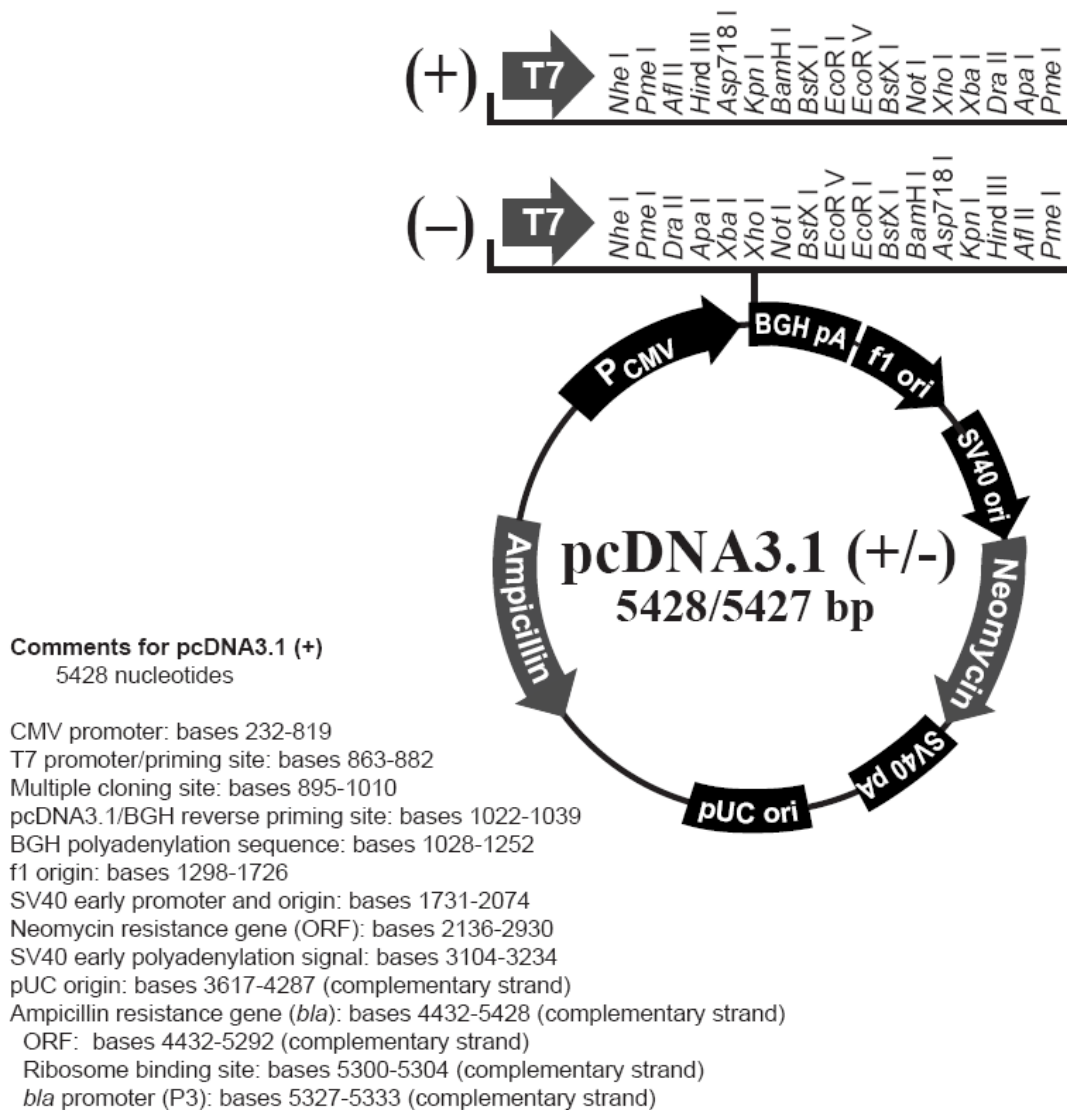 (+)
T7
Nhe I
Pme I
Afl II
Hind III
Asp718 I
Kpn I
BamH I
BstX I
EcoR I
EcoR V
BstX I
Not I
Xho I
Xba I
Dra II
Apa I
Pme I
(–)
T7
Nhe I
Pme I
Dra II
Apa I
Xba I
Xho I
Not I
BstX I
EcoR V
EcoR I
BstX I
BamH I
Asp718 I
Kpn I
Hind III
Afl II
Pme I
PCMV
BGH pA
f1 ori
SV40 ori
Neomycin
SV40 pA
pUC ori
Ampicillin
pcDNA3.1 (+/-)
5428/5427 bp
Comments for pcDNA3.1 (+)
5428 nucleotides
CMV promoter: bases 232-819
T7 promoter/priming site: bases 863-882
Multiple cloning site: bases 895-1010
pcDNA3.1/BGH reverse priming site: bases 1022-1039
BGH polyadenylation sequence: bases 1028-1252
f1 origin: bases 1298-1726
SV40 early promoter and origin: bases 1731-2074
Neomycin resistance gene (ORF): bases 2136-2930
SV40 early polyadenylation signal: bases 3104-3234
pUC origin: bases 3617-4287 (complementary strand)
Ampicillin resistance gene (bla): bases 4432-5428 (complementary strand)
ORF: bases 4432-5292 (complementary strand)
Ribosome binding site: bases 5300-5304 (complementary strand)
bla promoter (P3): bases 5327-5333 (complementary strand)